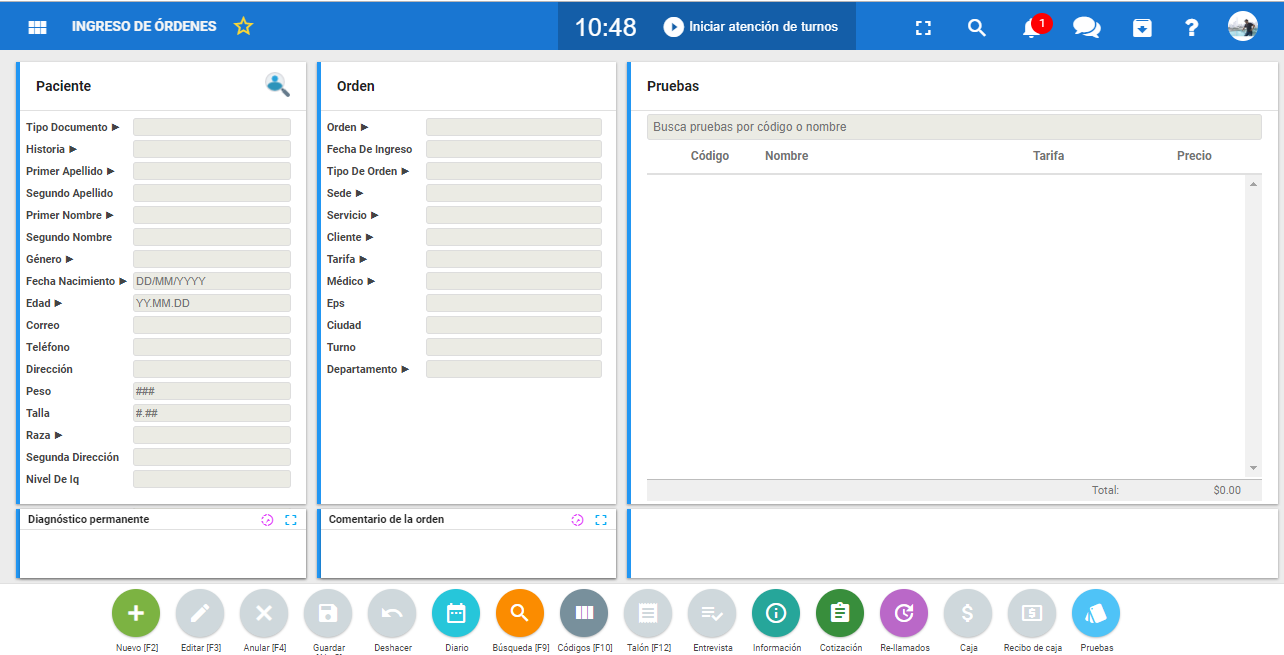 INGRESO DE ÓRDENES
10:48
Iniciar atención de turnos
1
?
Paciente
Tipo Documento ►
Historia ►
Primer Apellido ►
Segundo Apellido
Primer Nombre ►
Segundo Nombre
Género ►
Fecha Nacimiento ► DD/MM/YYYY
Edad ► YY.MM.DD
Correo
Teléfono
Dirección
Peso ###
Talla #.##
Raza ►
Segunda Dirección
Nivel De Iq
Orden
Orden ►
Fecha De Ingreso
Tipo De Orden ►
Sede ►
Servicio ►
Cliente ►
Tarifa ►
Médico ►
Eps
Ciudad
Turno
Departamento ►
Pruebas
Busca pruebas por código o nombre
Código Nombre Tarifa Precio
Total: $0.00
Diagnóstico permanente
Comentario de la orden
Nuevo [F2] Editar [F3] Anular [F4] Guardar Deshacer Diario Búsqueda [F9] Códigos [F10] Talón [F12] Entrevista Información Cotización Re-llamados Caja Recibo de caja Pruebas